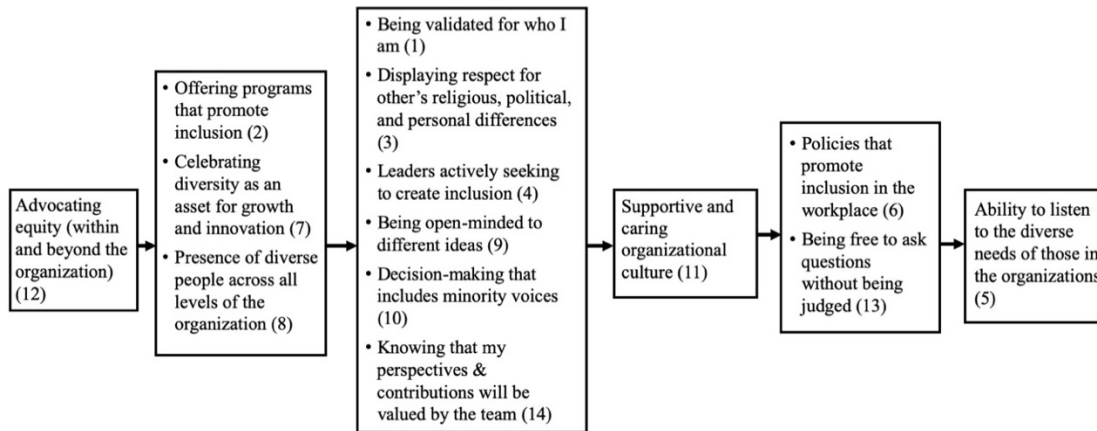 Advocating
equity (within
and beyond the
organization)
(12)
• Offering programs
that promote
inclusion (2)
• Celebrating
diversity as an
asset for growth
and innovation (7)
• Presence of diverse
people across all
levels of the
organization (8)
• Being validated for who I
am (1)
• Displaying respect for
other's religious, political,
and personal differences
(3)
• Leaders actively seeking
to create inclusion (4)
• Being open-minded to
different ideas (9)
• Decision-making that
includes minority voices
(10)
• Knowing that my
perspectives &
contributions will be
valued by the team (14)
Supportive and
caring
organizational
culture (11)
• Policies that
promote
inclusion in the
workplace (6)
• Being free to ask
questions
without being
judged (13)
Ability to listen
to the diverse
needs of those in
the organizations
(5)